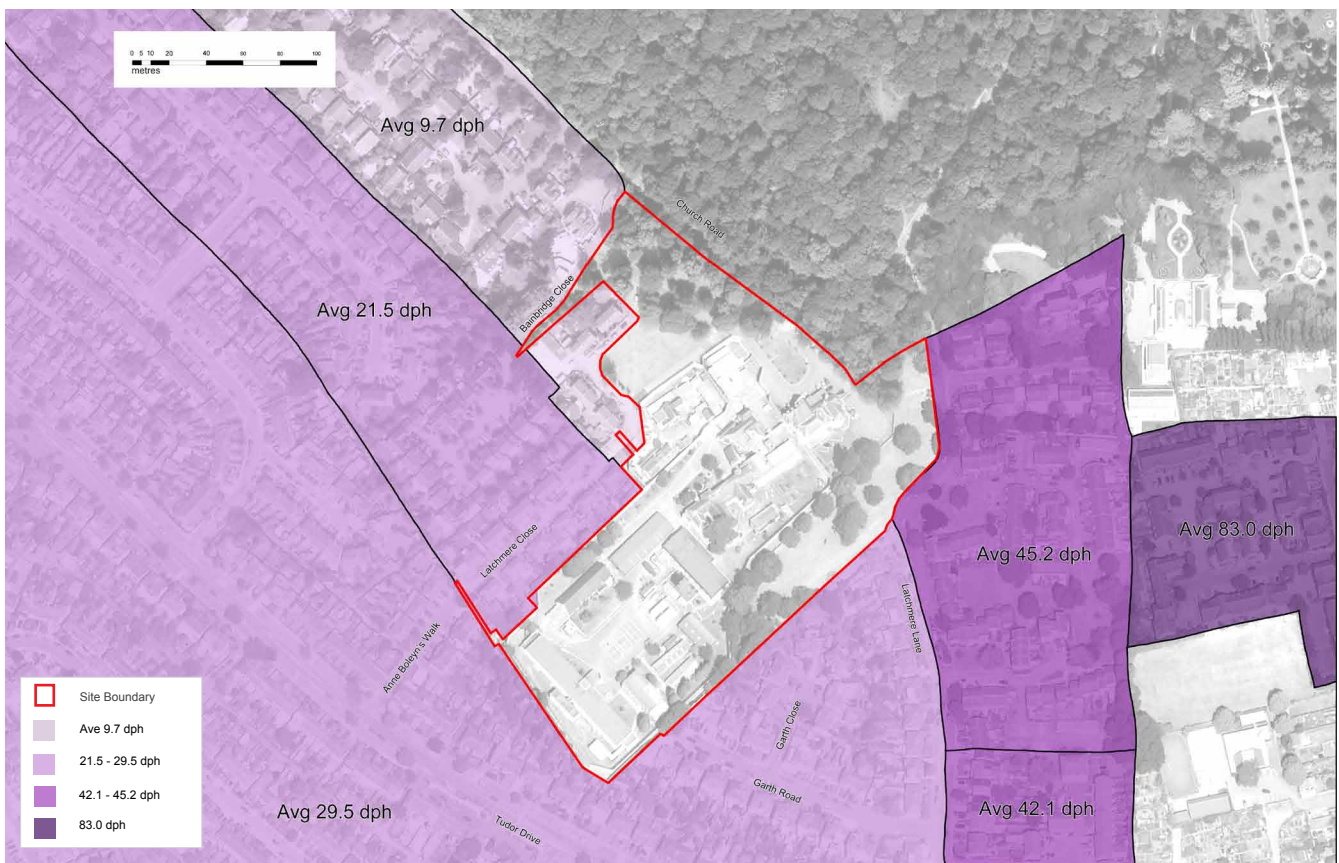 0 5 10 20 40 60 80 100
metres
Avg 9.7 dph
Church Road
Bainbridge Close
Avg 21.5 dph
Avg 83.0 dph
Avg 45.2 dph
Latchmere Close
Latchmere Lane
Anne Boleyn's Walk
Garth Close
Garth Road
Avg 42.1 dph
Avg 29.5 dph
Tudor Drive
Site Boundary
Ave 9.7 dph
21.5 - 29.5 dph
42.1 - 45.2 dph
83.0 dph